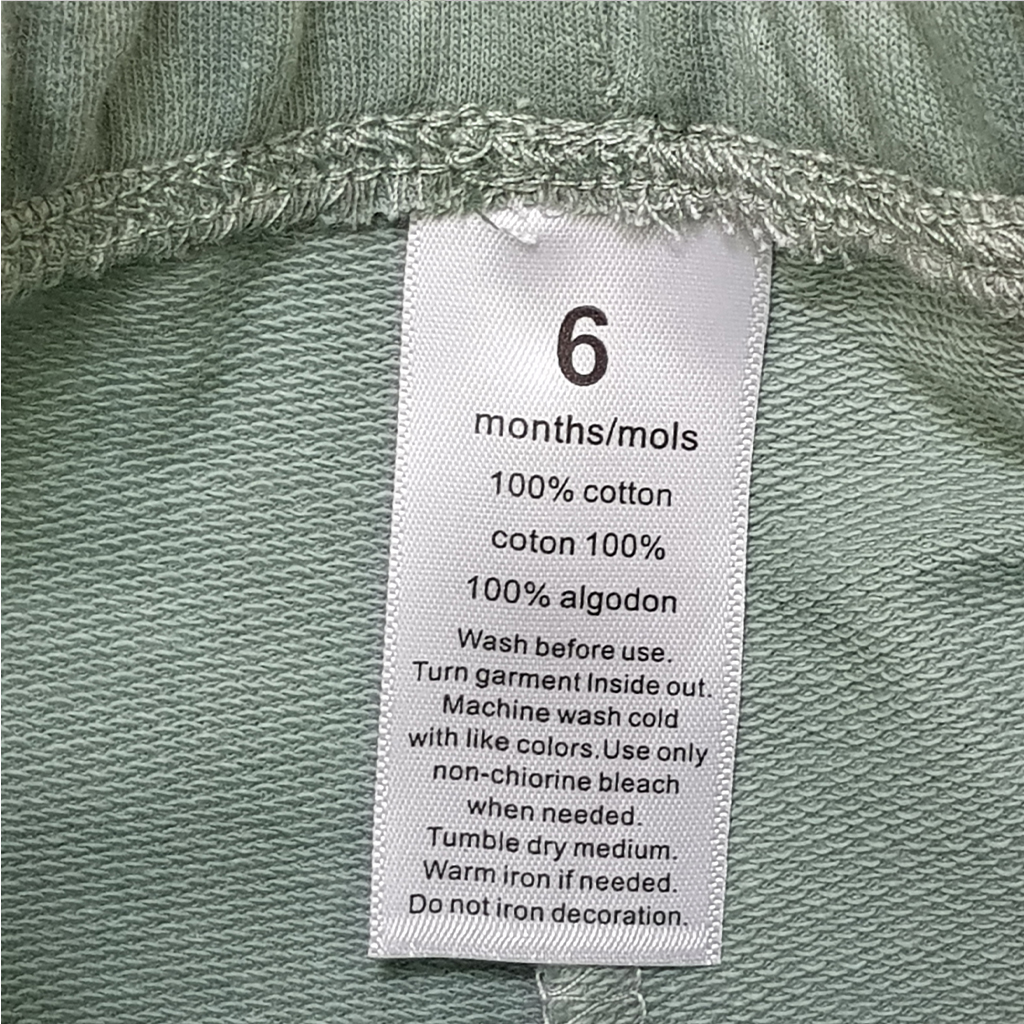 6
months/mols
100% cotton
coton 100%
100% algodon
Wash before use.
Turn garment Inside out.
Machine wash cold
with like colors.Use only
non-chiorine bleach
when needed.
Tumble dry medium.
Warm iron if needed.
Do not iron decoration.